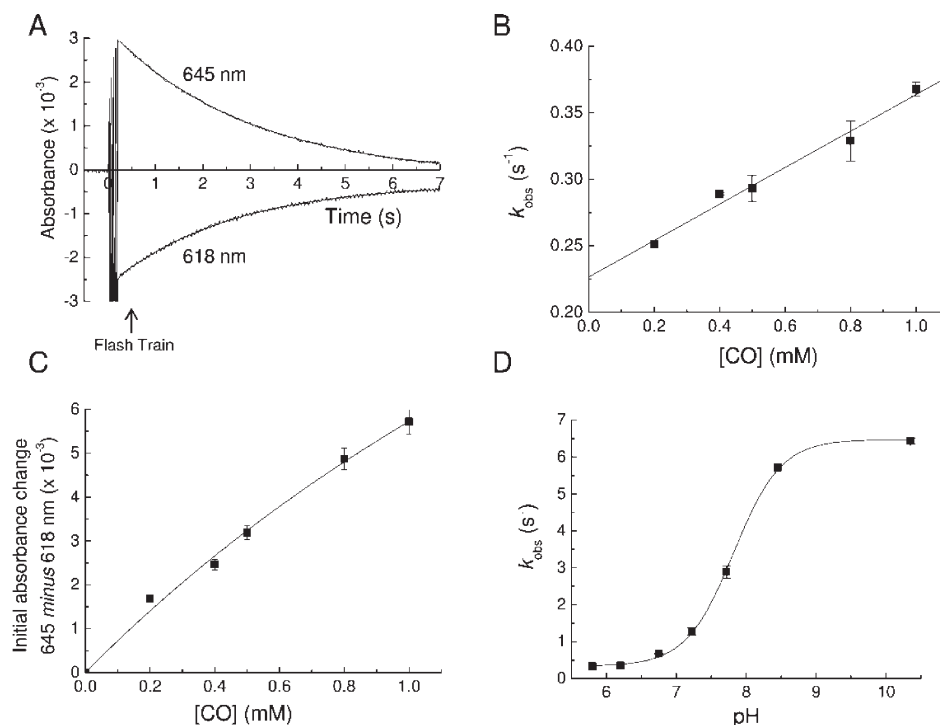 A
3
2
1
0
-1
-2
-3
Absorbance (x 10⁻³)
645 nm
618 nm
0 1 2 3 4 5 6 7
Time (s)
Flash Train
B
0.40
0.35
0.30
0.25
0.20
k_obs (s⁻¹)
0.0 0.2 0.4 0.6 0.8 1.0
[CO] (mM)
C
6
5
4
3
2
1
0
Initial absorbance change
645 minus 618 nm (x 10⁻³)
0.0 0.2 0.4 0.6 0.8 1.0
[CO] (mM)
D
7
6
5
4
3
2
1
0
k_obs (s⁻)
6 7 8 9 10
pH